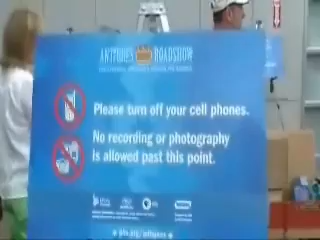 ANTIQUES ROADSHOW
Please turn off your cell phones.
No recording or photography
is allowed past this point.
PBS
pbs.org/antiques